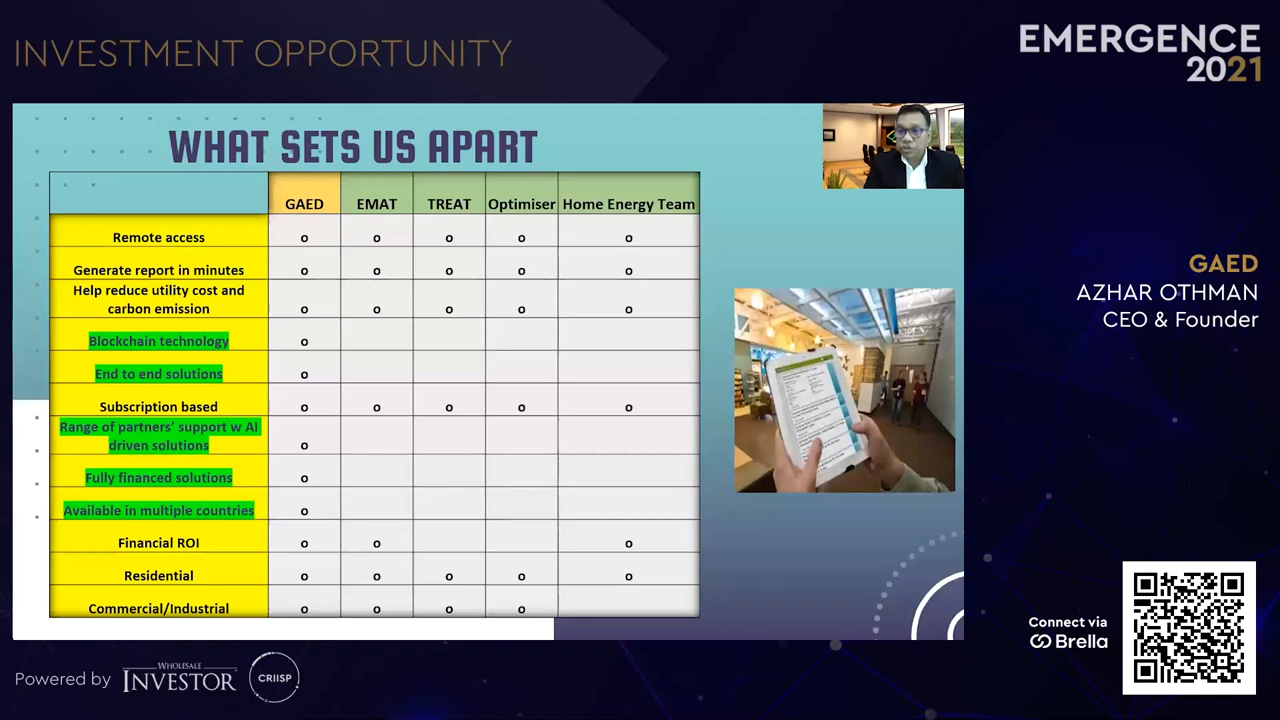 INVESTMENT OPPORTUNITY
EMERGENCE
2021
WHAT SETS US APART
GAED EMAT TREAT Optimiser Home Energy Team
Remote access o o o o o
Generate report in minutes o o o o o
Help reduce utility cost and
carbon emission o o o o o
Blockchain technology o
End to end solutions o
Subscription based o o o o o
Range of partners' support w AI
driven solutions o
Fully financed solutions o
Available in multiple countries o
Financial ROI o o o
Residential o o o o o
Commercial/Industrial o o o o
GAED
AZHAR OTHMAN
CEO & Founder
Connect via
Brella
Powered by
WHOLESALE
INVESTOR
CRIISP